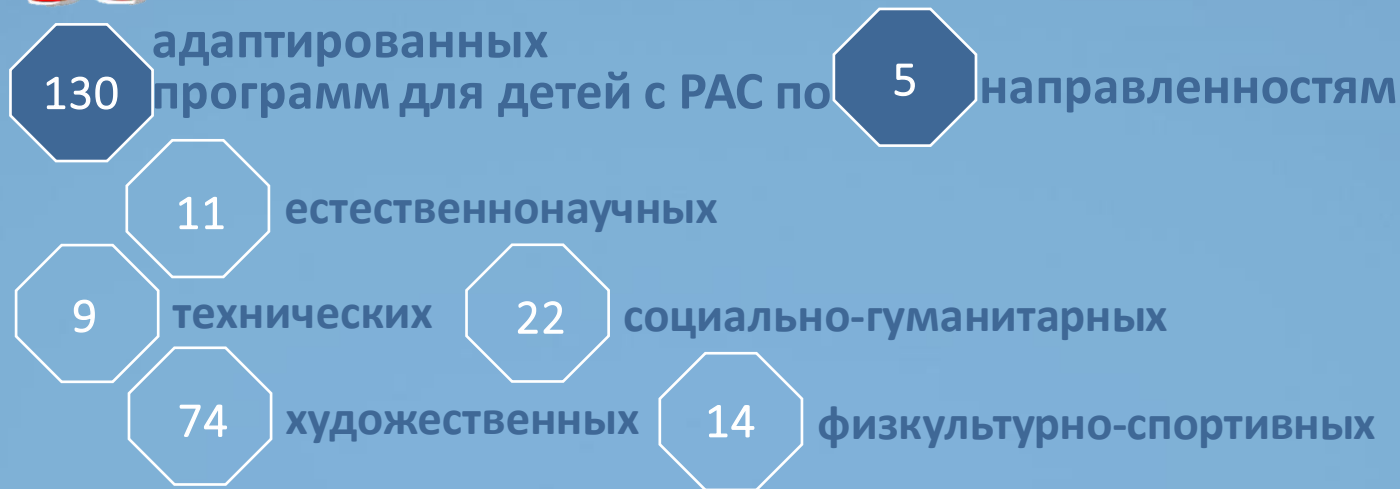 адаптированных
130 программ для детей с РАС по 5 направленностям
11 естественнонаучных
9 технических 22 социально-гуманитарных
74 художественных 14 физкультурно-спортивных